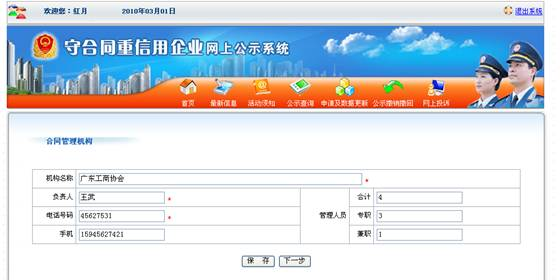 欢迎您：红月 2010年03月01日 退出系统
守合同重信用企业网上公示系统
首页 最新信息 活动须知 公示查询 申请及数据更新 公示撤销撤回 网上投诉
合同管理机构
机构名称 广东工商协会 *
负责人 王武 * 管理人员 合计 4
电话号码 45627531 * 专职 3
手机 15945627421 兼职 1
保 存 下一步